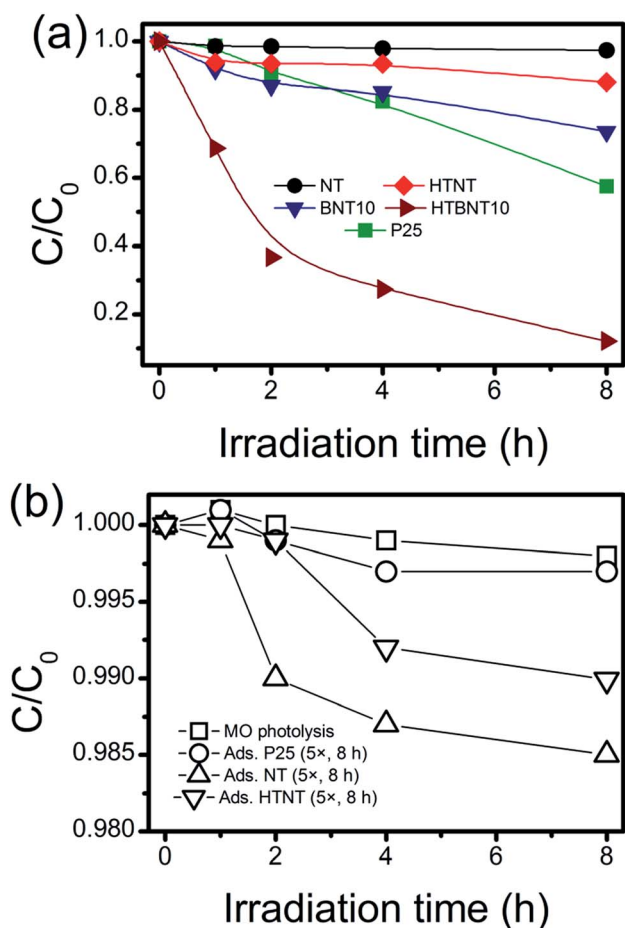 (a)
1.0
0.8
0.6
0.4
0.2
C/C0
NT HTNT
BNT10 HTBNT10
P25
0 2 4 6 8
Irradiation time (h)
(b)
1.000
0.995
0.990
0.985
0.980
C/C0
MO photolysis
Ads. P25 (5×, 8 h)
Ads. NT (5×, 8 h)
Ads. HTNT (5×, 8 h)
0 2 4 6 8
Irradiation time (h)